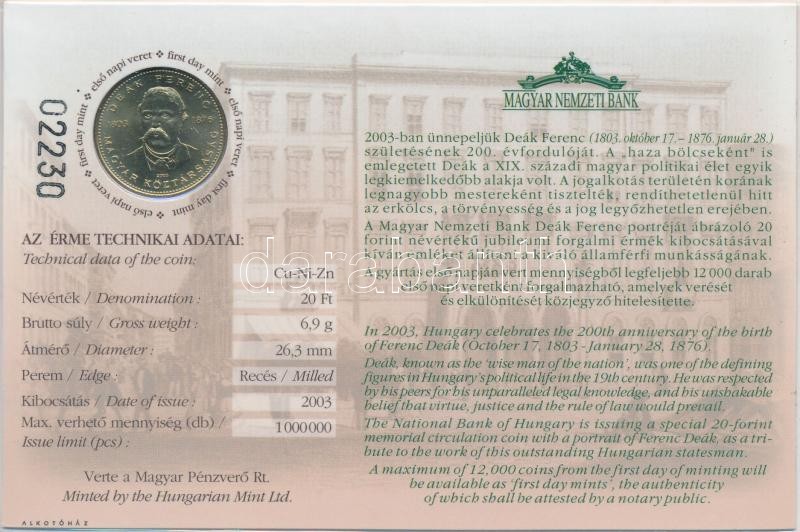 első napi veret * first day mint * első napi veret * first day mint * első napi veret * first day mint *
02230
DEÁK FERENC
1803 1876
2003
MAGYAR KÖZTÁRSASÁG
AZ ÉRME TECHNIKAI ADATAI:
Technical data of the coin:
Cu-Ni-Zn
Névérték / Denomination : 20 Ft
Brutto súly / Gross weight : 6,9 g
Átmérő / Diameter : 26,3 mm
Perem / Edge : Recés / Milled
Kibocsátás / Date of issue : 2003
Max. verhető mennyiség (db) / 1000000
Issue limit (pcs) :
Verte a Magyar Pénzverő Rt.
Minted by the Hungarian Mint Ltd.
ALKOTÓHÁZ
MAGYAR NEMZETI BANK
2003-ban ünnepeljük Deák Ferenc (1803. október 17. – 1876. január 28.)
születésének 200. évfordulóját. A „haza bölcseként" is
emlegetett Deák a XIX. századi magyar politikai élet egyik
legkiemelkedőbb alakja volt. A jogalkotás területén korának
legnagyobb mestereként tisztelték, rendíthetetlenül hitt
az erkölcs, a törvényesség és a jog legyőzhetetlen erejében.
A Magyar Nemzeti Bank Deák Ferenc portréját ábrázoló 20
forint névértékű jubileumi forgalmi érmék kibocsátásával
kíván emléket állítani a kiváló államférfi munkásságának.
A gyártás első napján vert mennyiségből legfeljebb 12 000 darab
első napi veretként forgalmazható, amelyek verését
és elkülönítését közjegyző hitelesítette.
In 2003, Hungary celebrates the 200th anniversary of the birth
of Ferenc Deák (October 17, 1803 - January 28, 1876).
Deák, known as the 'wise man of the nation', was one of the defining
figures in Hungary's political life in the 19th century. He was respected
by his peers for his unparalleled legal knowledge, and his unshakable
belief that virtue, justice and the rule of law would prevail.
The National Bank of Hungary is issuing a special 20-forint
memorial circulation coin with a portrait of Ferenc Deák, as a tri-
bute to the work of this outstanding Hungarian statesman.
A maximum of 12,000 coins from the first day of minting will
be available as 'first day mints', the authenticity
of which shall be attested by a notary public.
darabanth.com